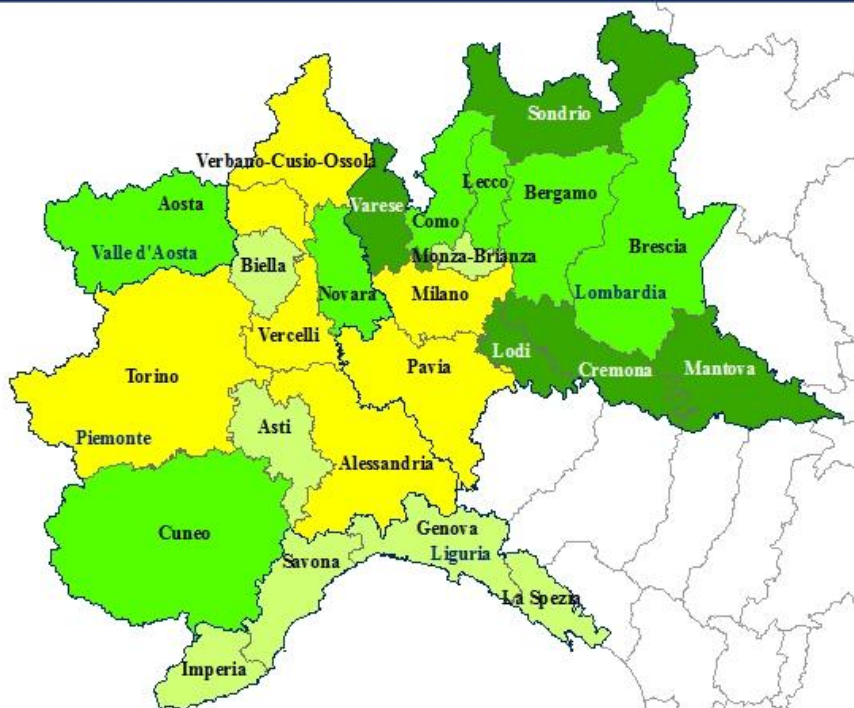 Sondrio
Verbano-Cusio-Ossola
Lecco
Bergamo
Aosta
Varese
Como
Brescia
Valle d'Aosta
Monza-Brianza
Biella
Novara
Milano
Lombardia
Vercelli
Lodi
Torino
Pavia
Cremona
Mantova
Asti
Piemonte
Alessandria
Cuneo
Genova
Savona
Liguria
La Spezia
Imperia